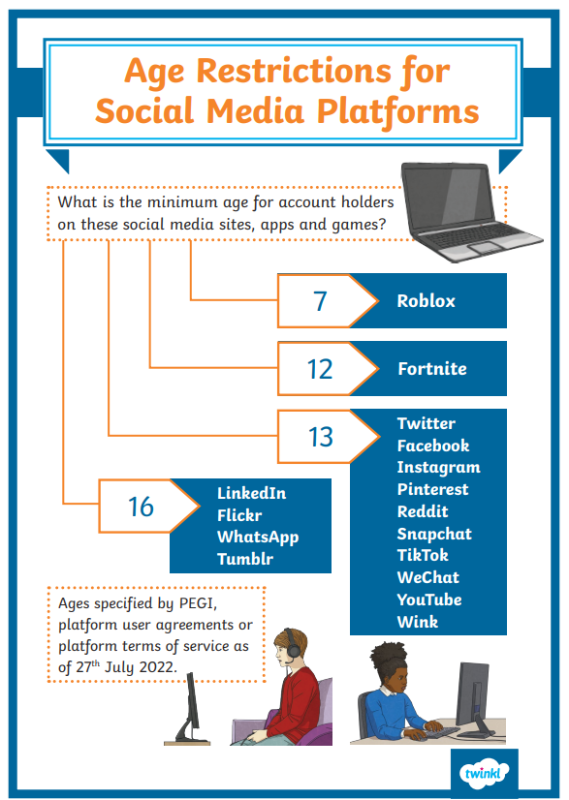 Age Restrictions for
Social Media Platforms
What is the minimum age for account holders
on these social media sites, apps and games?
7
Roblox
12
Fortnite
13
Twitter
Facebook
Instagram
Pinterest
Reddit
Snapchat
TikTok
WeChat
YouTube
Wink
16
LinkedIn
Flickr
WhatsApp
Tumblr
Ages specified by PEGI,
platform user agreements or
platform terms of service as
of 27th July 2022.
twinkl